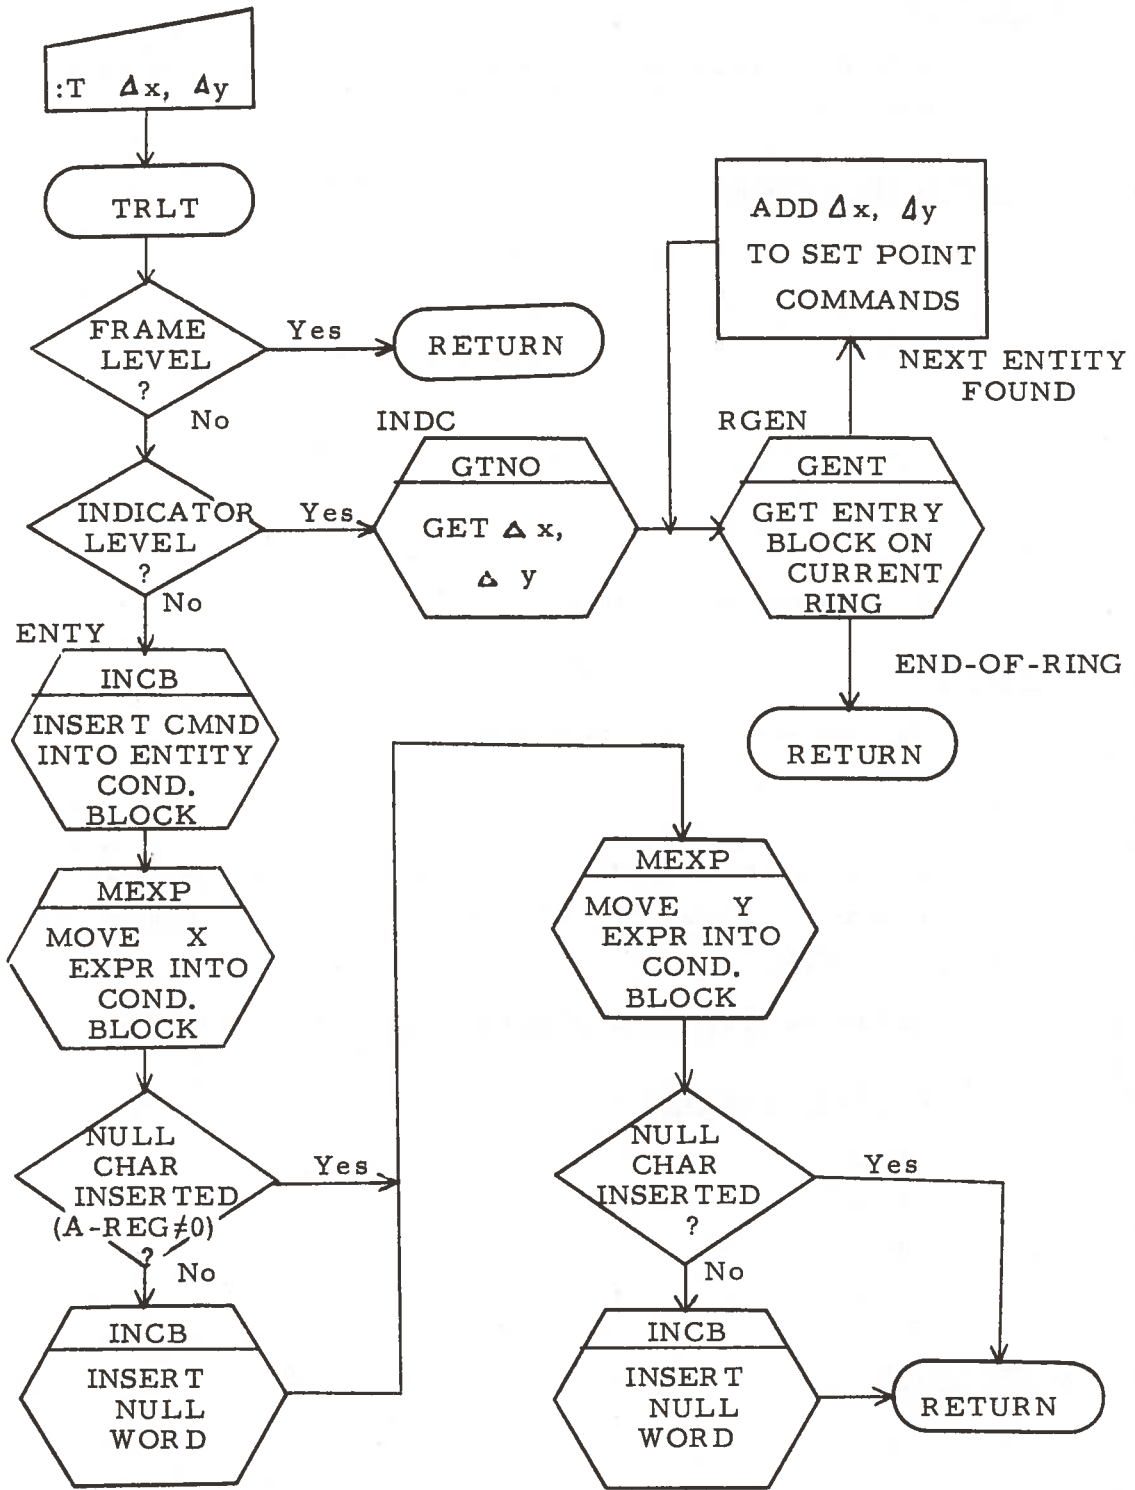 :T Δx, Δy
TRLT
FRAME
LEVEL
?
Yes
RETURN
No
INDICATOR
LEVEL
?
Yes
No
INDC
GTNO
GET Δ x,
Δ y
RGEN
GENT
GET ENTRY
BLOCK ON
CURRENT
RING
ADD Δx, Δy
TO SET POINT
COMMANDS
NEXT ENTITY
FOUND
END-OF-RING
RETURN
ENTY
INCB
INSERT CMND
INTO ENTITY
COND.
BLOCK
MEXP
MOVE X
EXPR INTO
COND.
BLOCK
NULL
CHAR
INSERTED
(A-REG≠0)
?
Yes
No
INCB
INSERT
NULL
WORD
MEXP
MOVE Y
EXPR INTO
COND.
BLOCK
NULL
CHAR
INSERTED
?
Yes
No
INCB
INSERT
NULL
WORD
RETURN